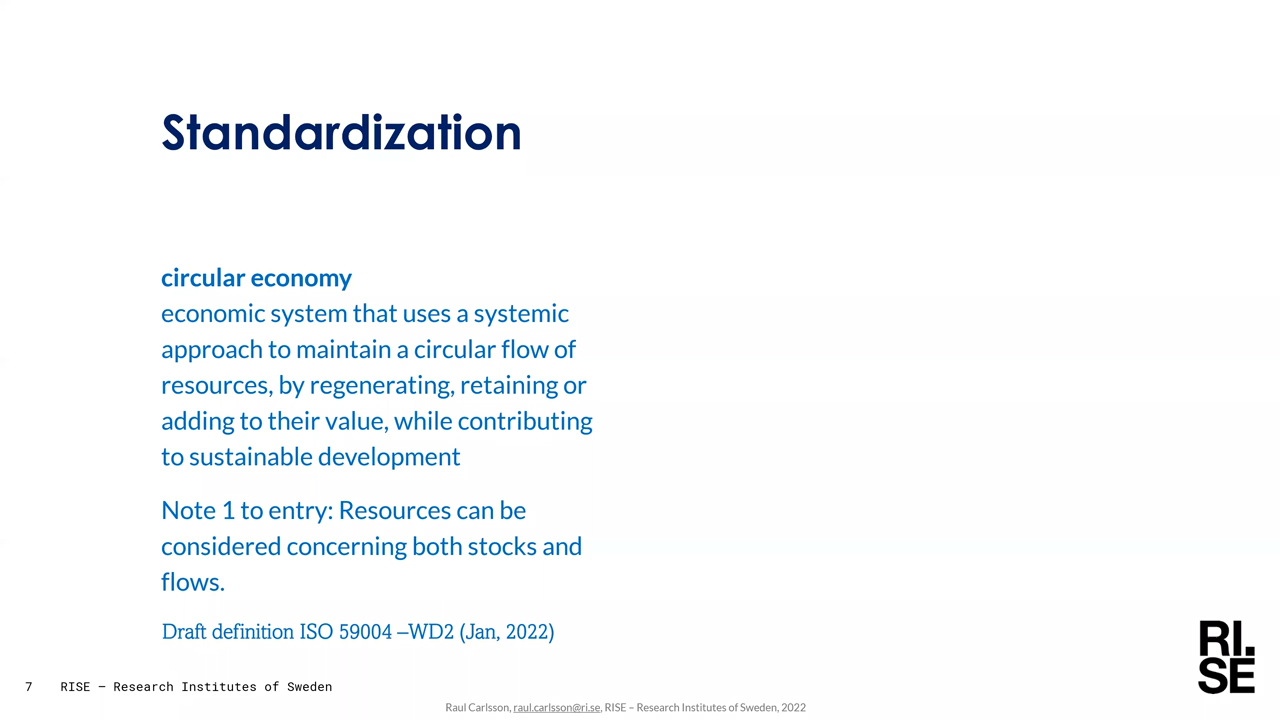 Standardization
circular economy
economic system that uses a systemic
approach to maintain a circular flow of
resources, by regenerating, retaining or
adding to their value, while contributing
to sustainable development
Note 1 to entry: Resources can be
considered concerning both stocks and
flows.
Draft definition ISO 59004 –WD2 (Jan, 2022)
RI.
SE
7 RISE – Research Institutes of Sweden
Raul Carlsson, raul.carlsson@ri.se, RISE – Research Institutes of Sweden, 2022